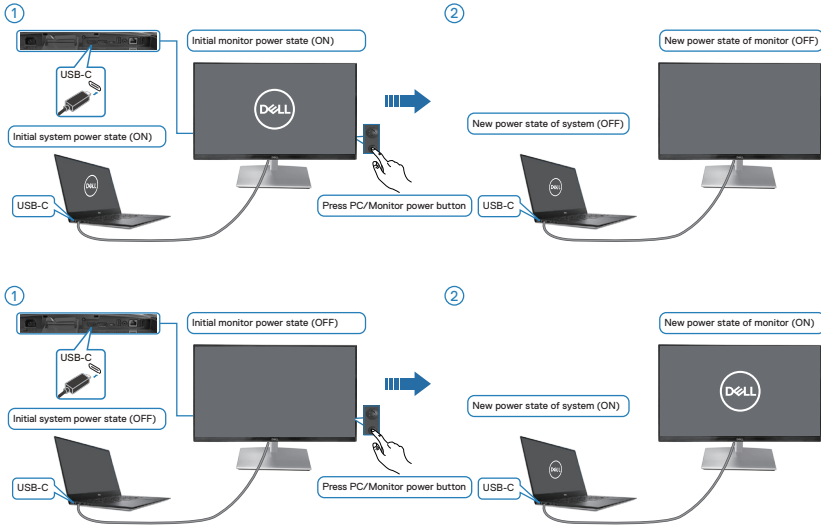 1
2
Initial monitor power state (ON)
New power state of monitor (OFF)
USB-C
DELL
New power state of system (OFF)
Initial system power state (ON)
DELL
DELL
USB-C
Press PC/Monitor power button
USB-C
1
2
Initial monitor power state (OFF)
New power state of monitor (ON)
USB-C
DELL
New power state of system (ON)
Initial system power state (OFF)
DELL
USB-C
Press PC/Monitor power button
USB-C